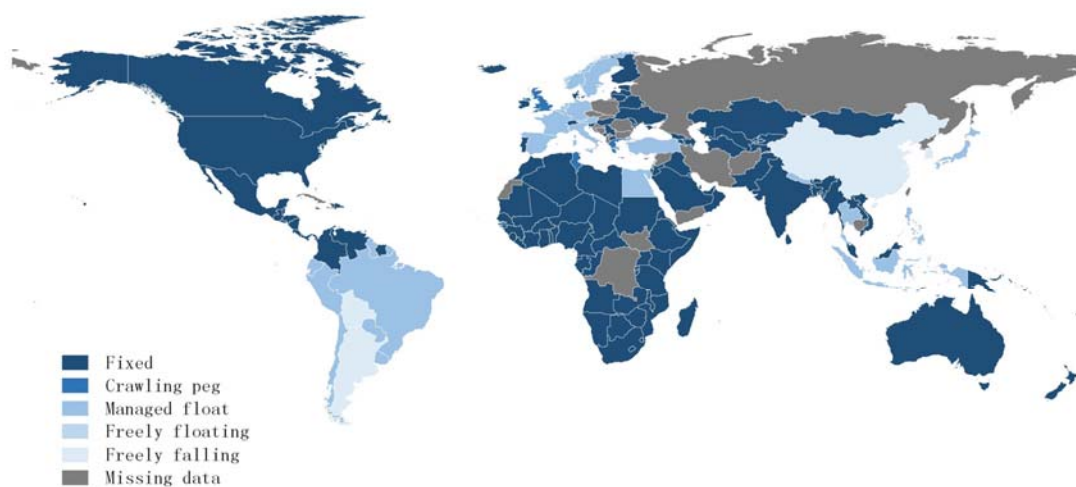 Fixed
Crawling peg
Managed float
Freely floating
Freely falling
Missing data